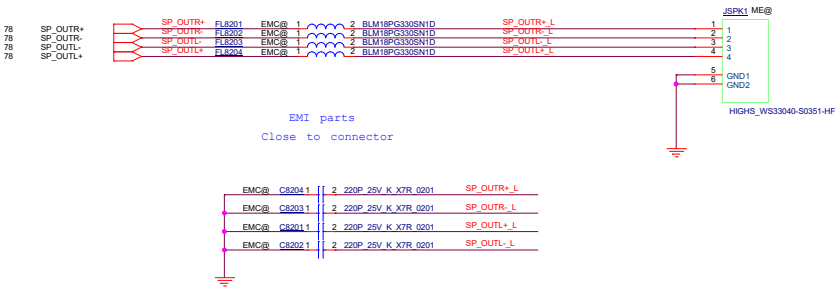 JSPK1 ME@
78 SP_OUTR+ SP_OUTR+ FL8201 EMC@ 1 2 BLM18PG330SN1D SP_OUTR+_L 1 1
78 SP_OUTR- SP_OUTR- FL8202 EMC@ 1 2 BLM18PG330SN1D SP_OUTR-_L 2 2
78 SP_OUTL- SP_OUTL- FL8203 EMC@ 1 2 BLM18PG330SN1D SP_OUTL-_L 3 3
78 SP_OUTL+ SP_OUTL+ FL8204 EMC@ 1 2 BLM18PG330SN1D SP_OUTL+_L 4 4
5 GND1
6 GND2
HIGHS_WS33040-S0351-HF
EMI parts
Close to connector
EMC@ C8204 1 2 220P_25V_K_X7R_0201 SP_OUTR+_L
EMC@ C8203 1 2 220P_25V_K_X7R_0201 SP_OUTR-_L
EMC@ C8201 1 2 220P_25V_K_X7R_0201 SP_OUTL+_L
EMC@ C8202 1 2 220P_25V_K_X7R_0201 SP_OUTL-_L